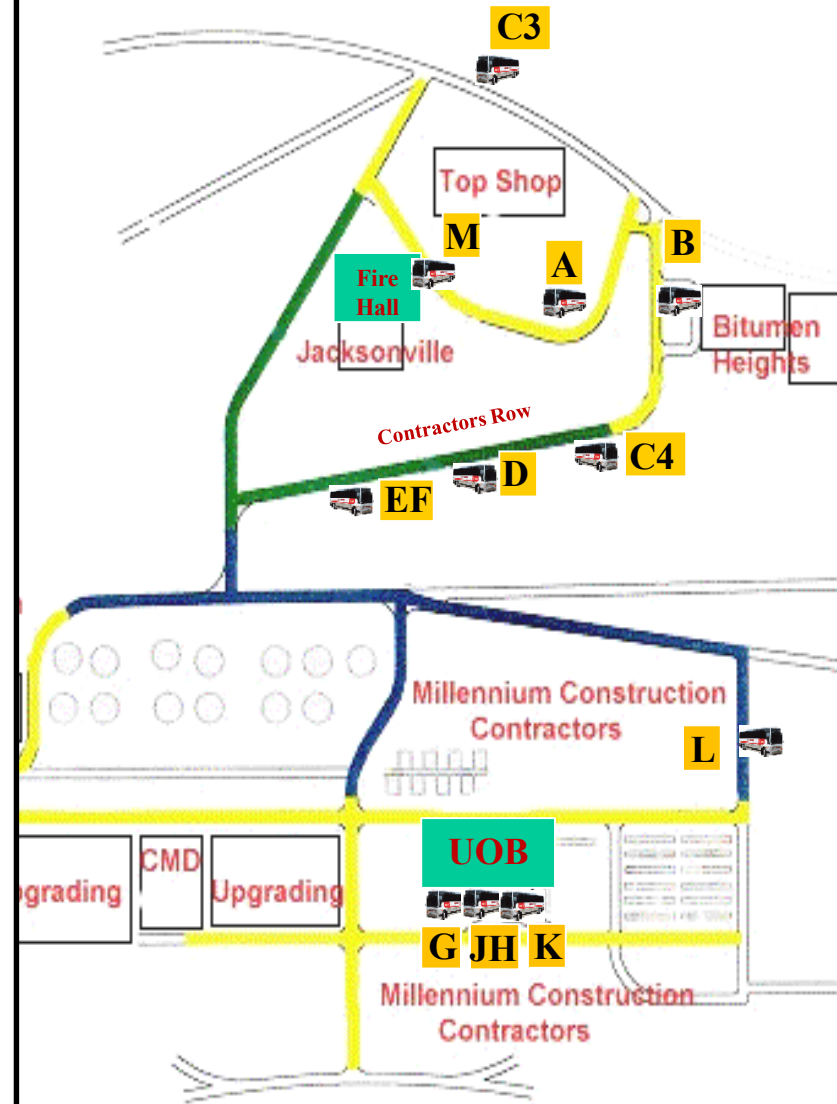 C3
Top Shop
M
B
A
Fire
Hall
Bitumen
Heights
Jacksonville
Contractors Row
C4
D
EF
Millennium Construction
Contractors
L
UOB
CMD
pgrading
Upgrading
G
JH
K
Millennium Construction
Contractors